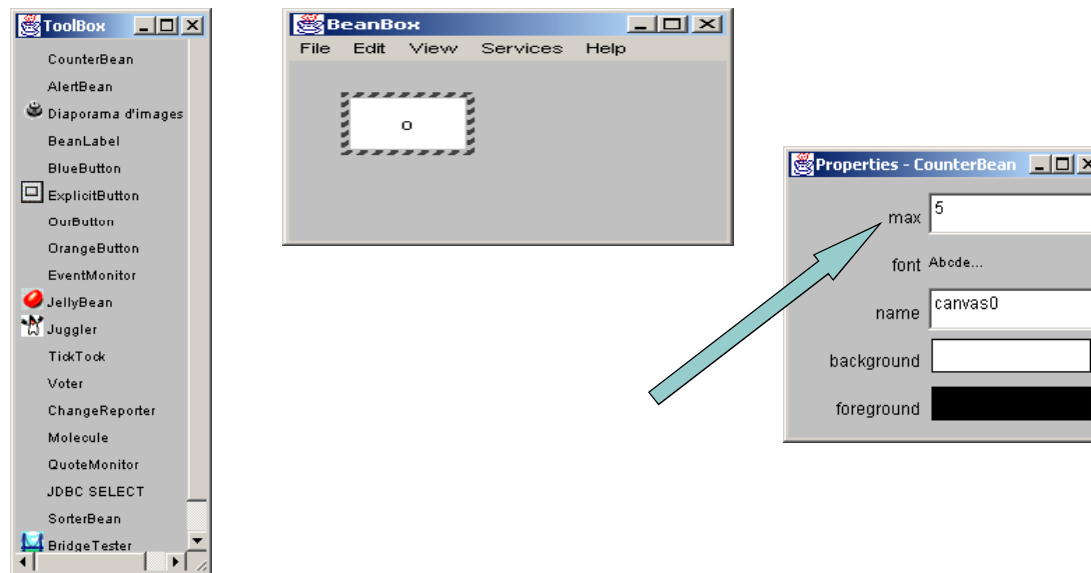 ToolBox
CounterBean
AlertBean
Diaporama d'images
BeanLabel
BlueButton
ExplicitButton
OurButton
OrangeButton
EventMonitor
JellyBean
Juggler
TickTock
Voter
ChangeReporter
Molecule
QuoteMonitor
JDBC SELECT
SorterBean
BridgeTester
BeanBox
File Edit View Services Help
0
Properties - CounterBean
max 5
font Abcde...
name canvas0
background
foreground